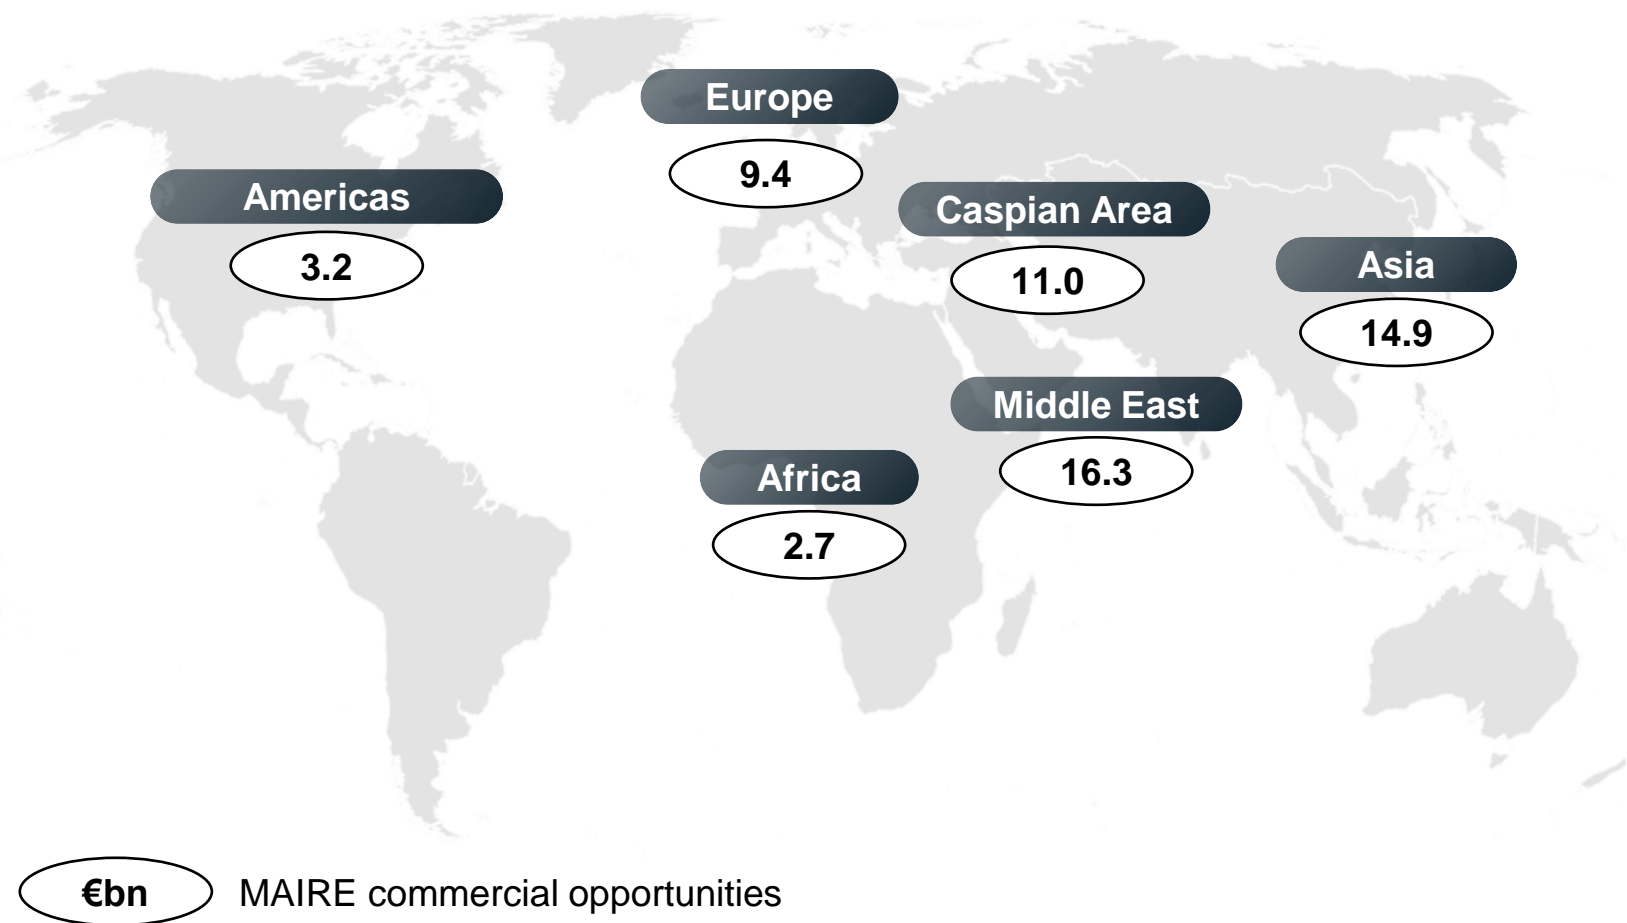 Europe
9.4
Americas
3.2
Caspian Area
11.0
Asia
14.9
Middle East
16.3
Africa
2.7
€bn MAIRE commercial opportunities